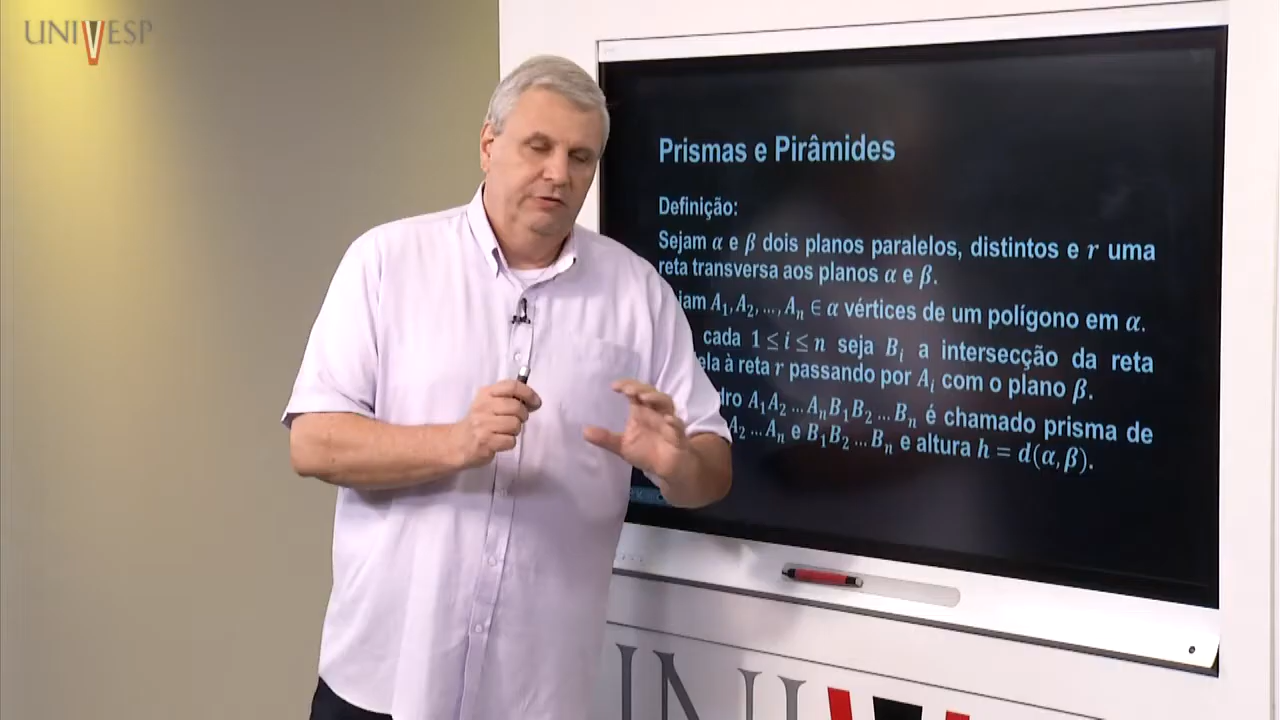 UNIVESP
Prismas e Pirâmides
Definição:
Sejam α e β dois planos paralelos, distintos e r uma
reta transversa aos planos α e β.
jam A₁, A₂, ..., Aₙ ∈ α vértices de um polígono em α.
cada 1 ≤ i ≤ n seja Bᵢ a intersecção da reta
ela à reta r passando por Aᵢ com o plano β.
dro A₁A₂ ... AₙB₁B₂ ... Bₙ é chamado prisma de
A₂ ... Aₙ e B₁B₂ ... Bₙ e altura h = d(α, β).